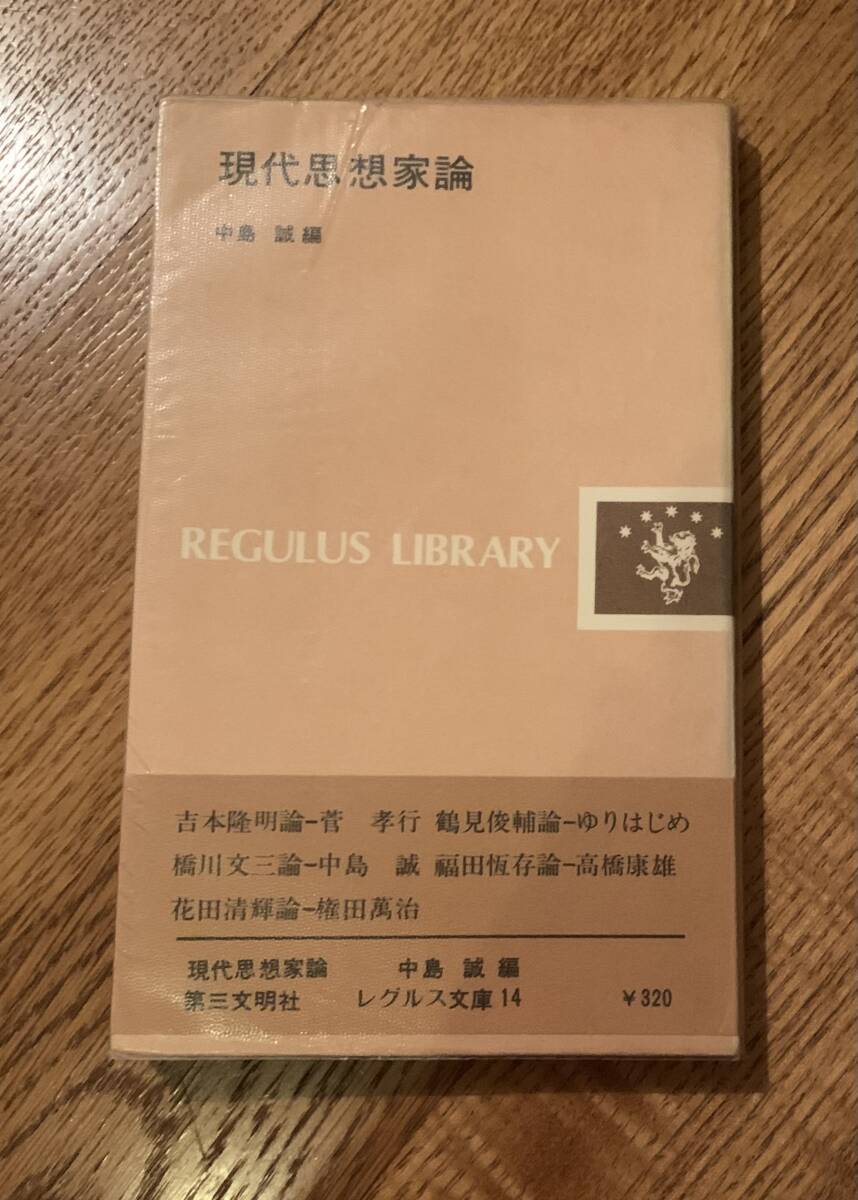 現代思想家論
中島 誠編
REGULUS LIBRARY
吉本隆明論−菅 孝行 鶴見俊輔論−ゆりはじめ
橋川文三論−中島 誠 福田恆存論−高橋康雄
花田清輝論−権田萬治
現代思想家論 中島 誠編
第三文明社 レグルス文庫14 ￥320